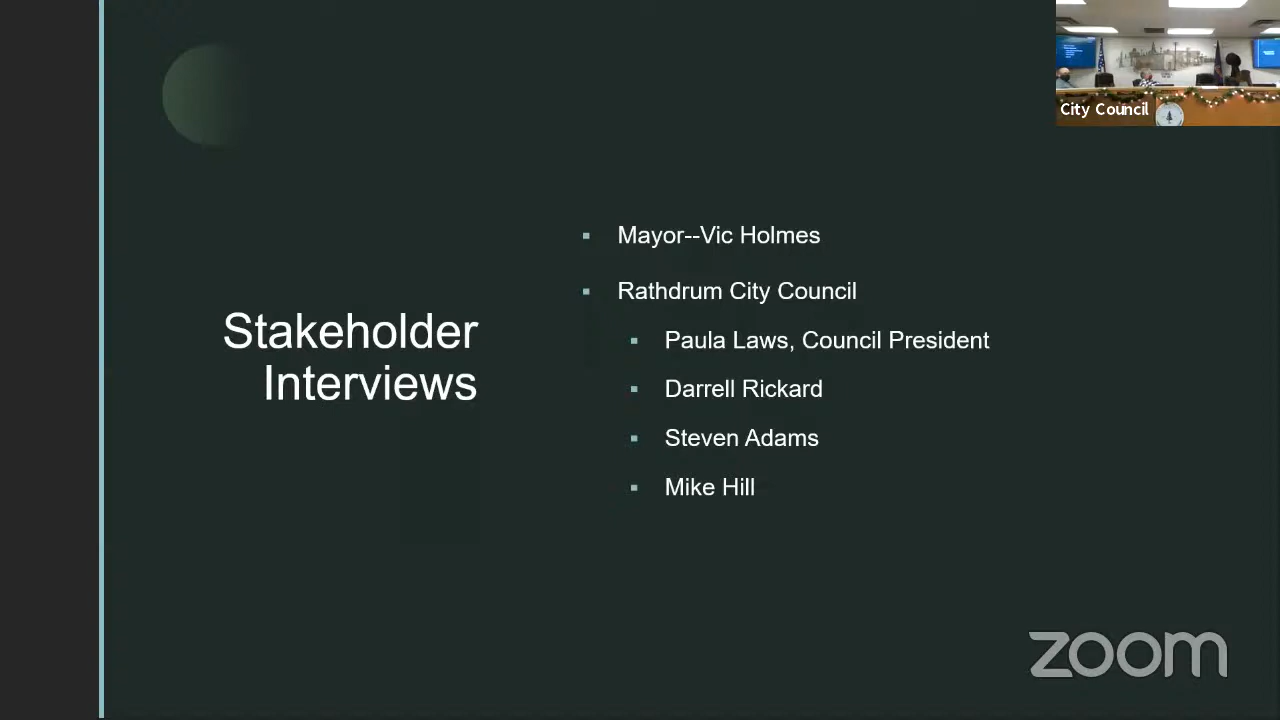 City Council
Stakeholder
Interviews
Mayor--Vic Holmes
Rathdrum City Council
Paula Laws, Council President
Darrell Rickard
Steven Adams
Mike Hill
zoom